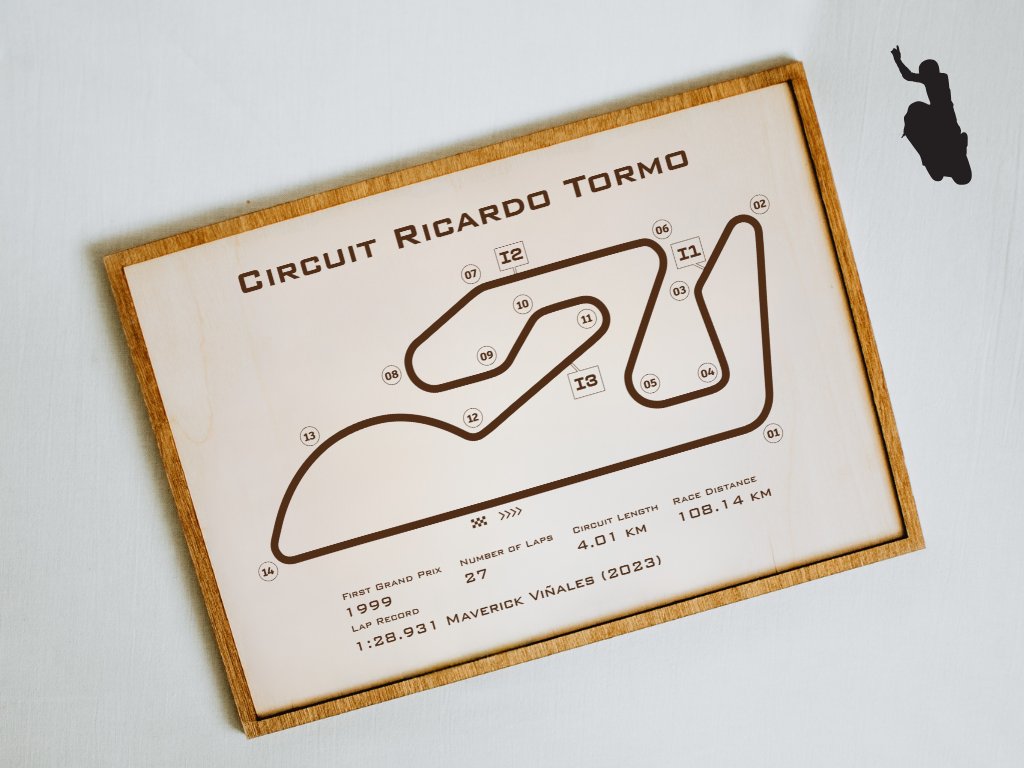 CIRCUIT RICARDO TORMO
02
06
I2
I1
07
10
03
11
09
08
I3
04
05
12
13
01
14
FIRST GRAND PRIX
1999
NUMBER OF LAPS
27
CIRCUIT LENGTH
4.01 KM
RACE DISTANCE
108.14 KM
LAP RECORD
1:28.931 MAVERICK VIÑALES (2023)